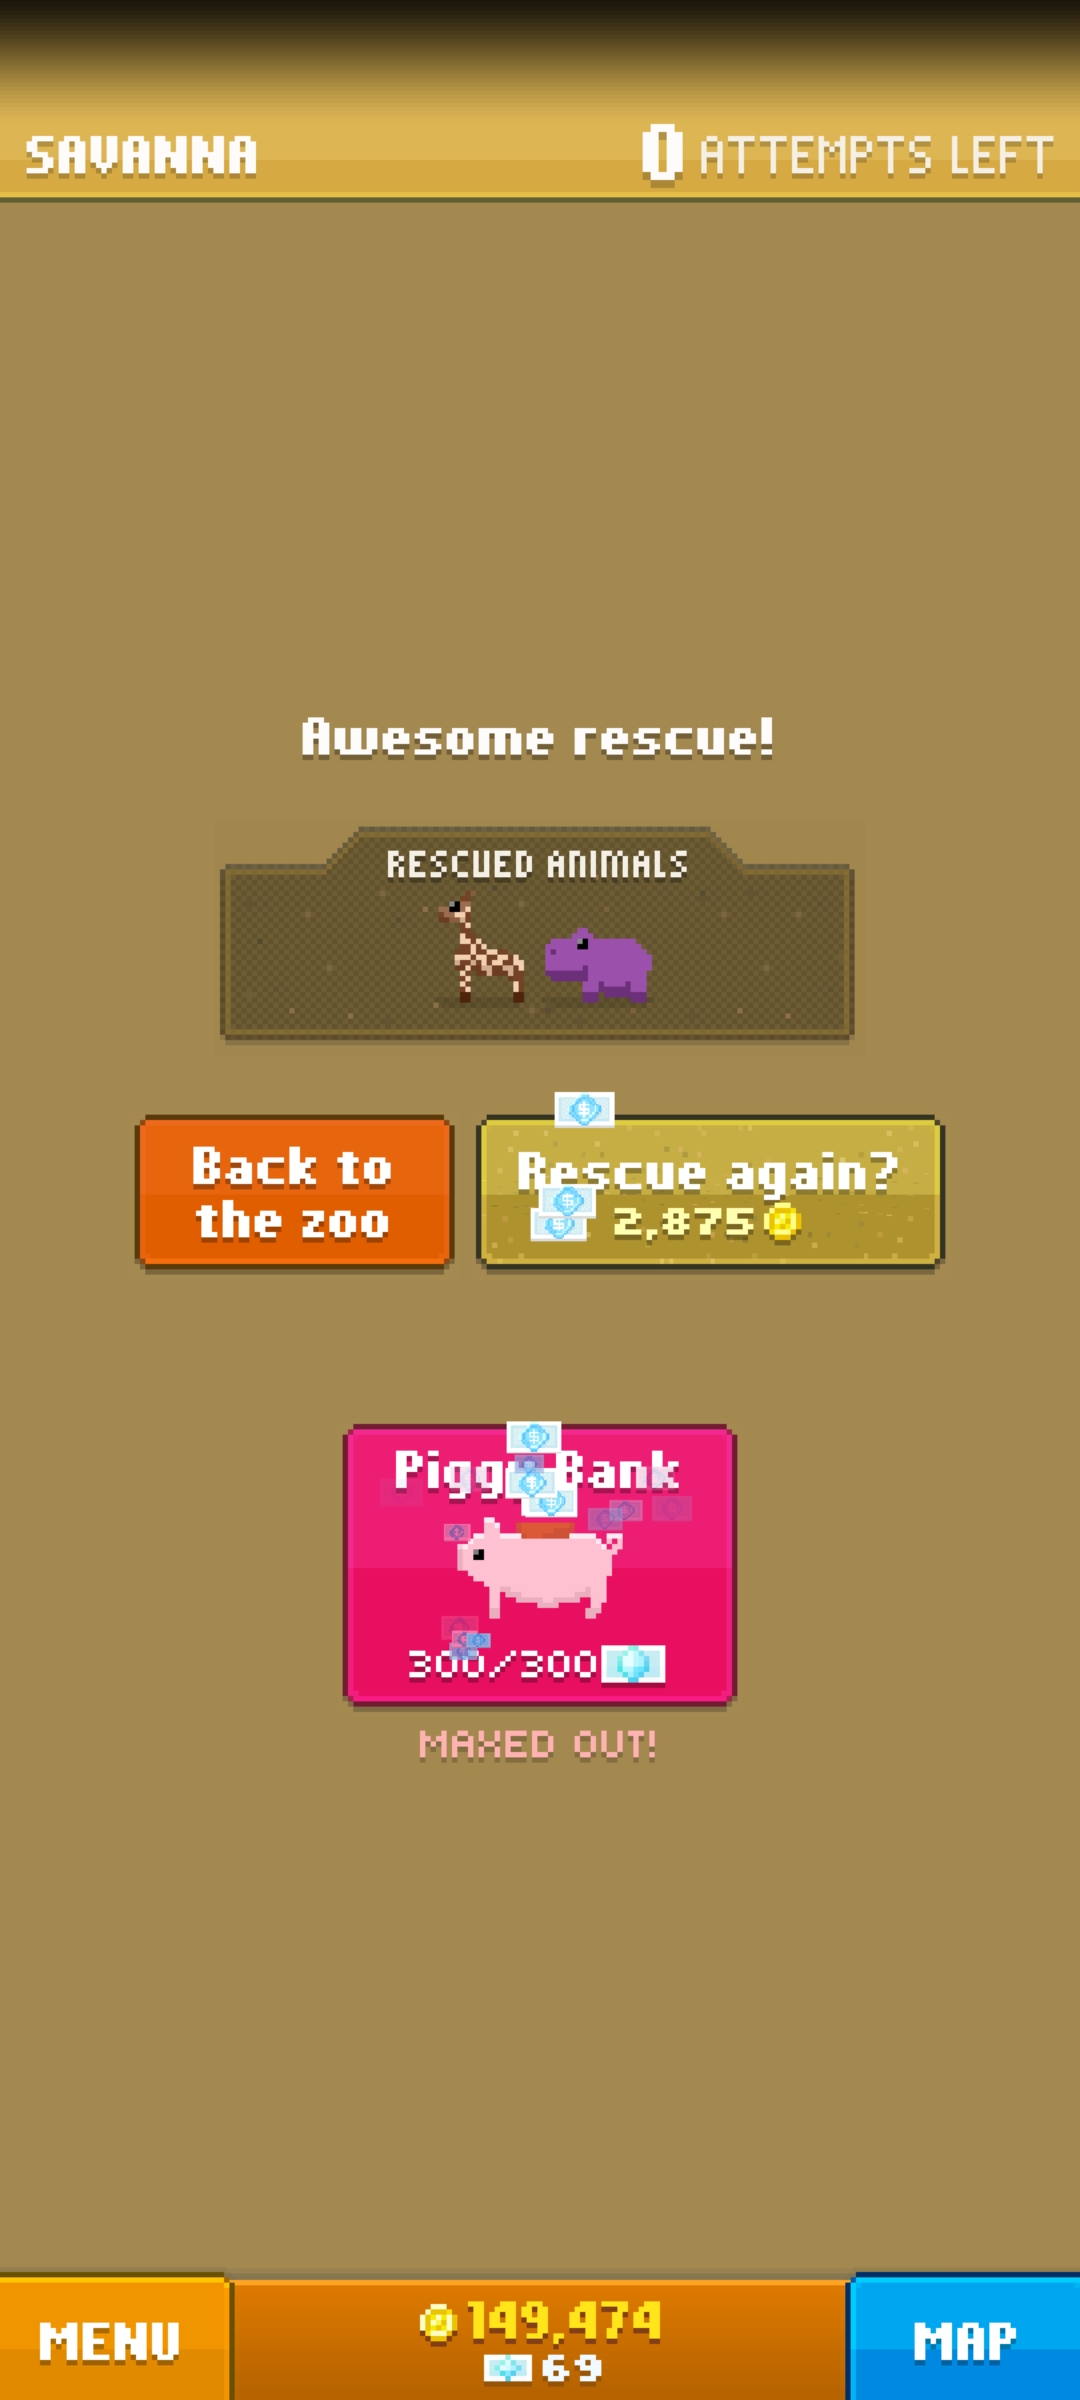 SAVANNA
0 ATTEMPTS LEFT
Awesome rescue!
RESCUED ANIMALS
Back to
the zoo
Rescue again?
2,875
Piggy Bank
300/300
MAXED OUT!
MENU
149,474
69
MAP